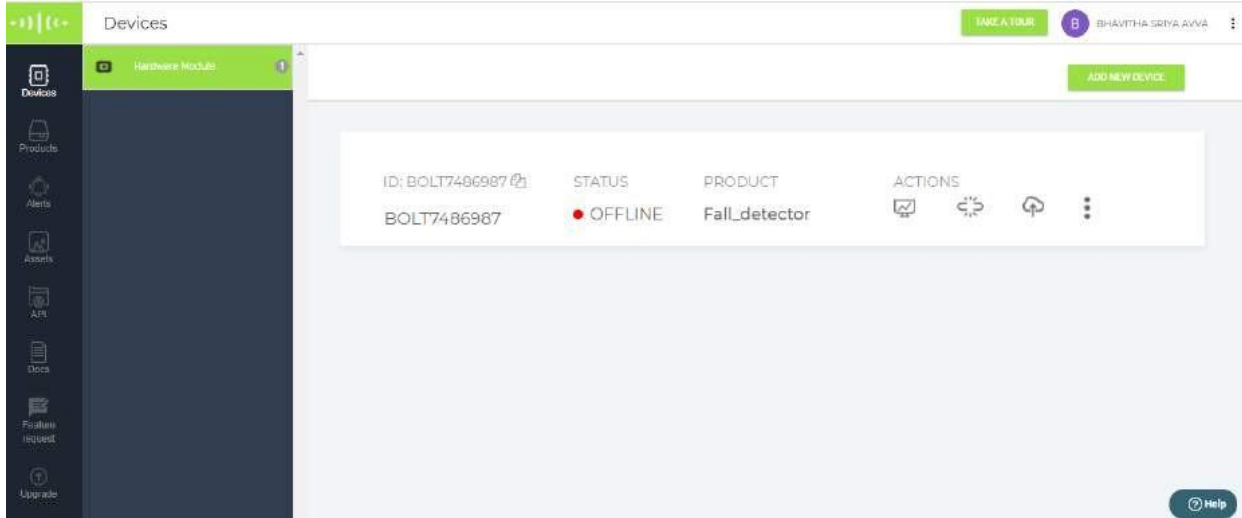 Devices
TAKE A TOUR
B
BHAVITHA SRIYA AVVA
Devices
Products
Alerts
Assets
API
Docs
Feature
request
Upgrade
Hardware Module
1
ADD NEW DEVICE
ID: BOLT7486987 STATUS PRODUCT ACTIONS
BOLT7486987 OFFLINE Fall_detector
Help